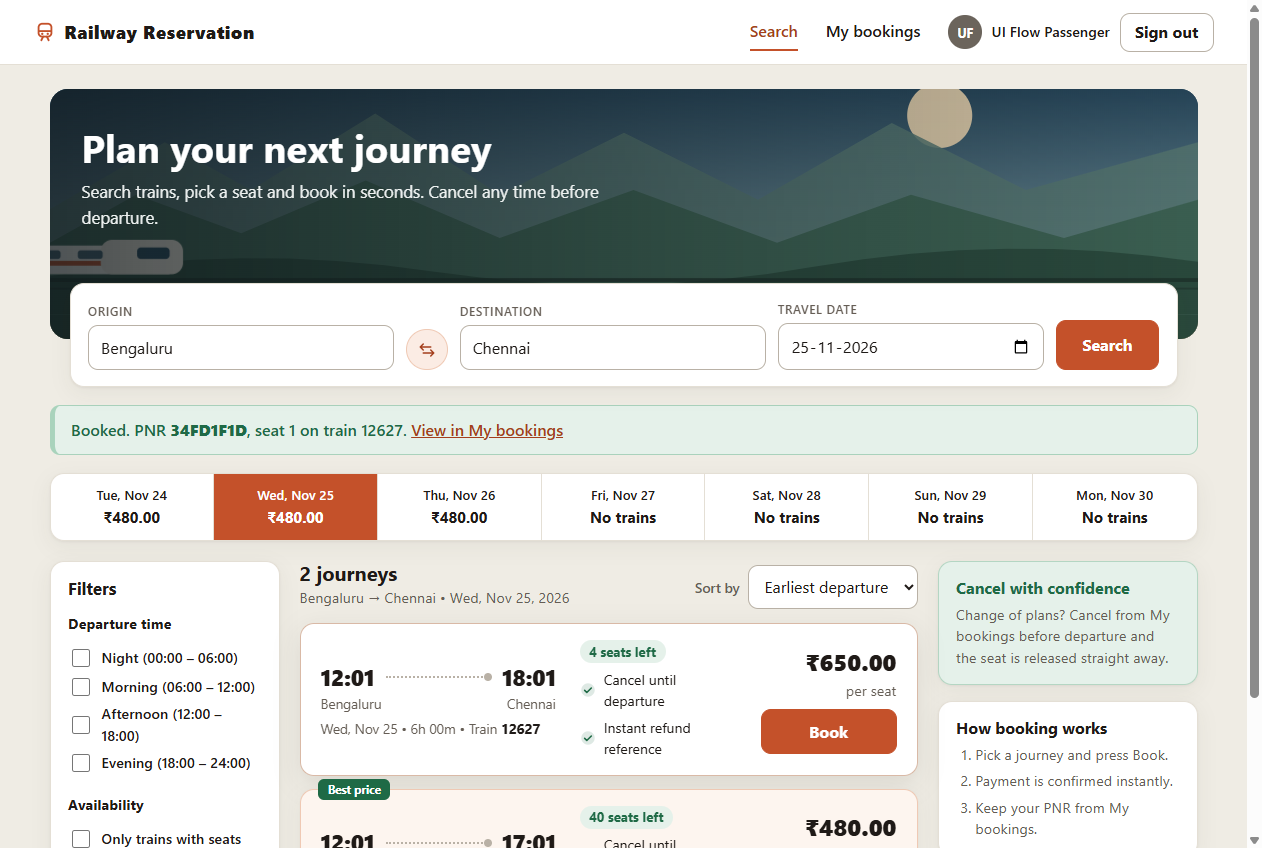 Railway Reservation
Search
My bookings
UF
UI Flow Passenger
Sign out
Plan your next journey
Search trains, pick a seat and book in seconds. Cancel any time before
departure.
ORIGIN
Bengaluru
DESTINATION
Chennai
TRAVEL DATE
25-11-2026
Search
Booked. PNR 34FD1F1D, seat 1 on train 12627. View in My bookings
Tue, Nov 24
₹480.00
Wed, Nov 25
₹480.00
Thu, Nov 26
₹480.00
Fri, Nov 27
No trains
Sat, Nov 28
No trains
Sun, Nov 29
No trains
Mon, Nov 30
No trains
Filters
Departure time
Night (00:00 – 06:00)
Morning (06:00 – 12:00)
Afternoon (12:00 –
18:00)
Evening (18:00 – 24:00)
Availability
Only trains with seats
2 journeys
Bengaluru → Chennai • Wed, Nov 25, 2026
Sort by
Earliest departure
12:01
18:01
Bengaluru
Chennai
Wed, Nov 25 • 6h 00m • Train 12627
4 seats left
Cancel until
departure
Instant refund
reference
₹650.00
per seat
Book
Best price
12:01
17:01
40 seats left
Cancel until
₹480.00
Cancel with confidence
Change of plans? Cancel from My
bookings before departure and
the seat is released straight away.
How booking works
1. Pick a journey and press Book.
2. Payment is confirmed instantly.
3. Keep your PNR from My
bookings.